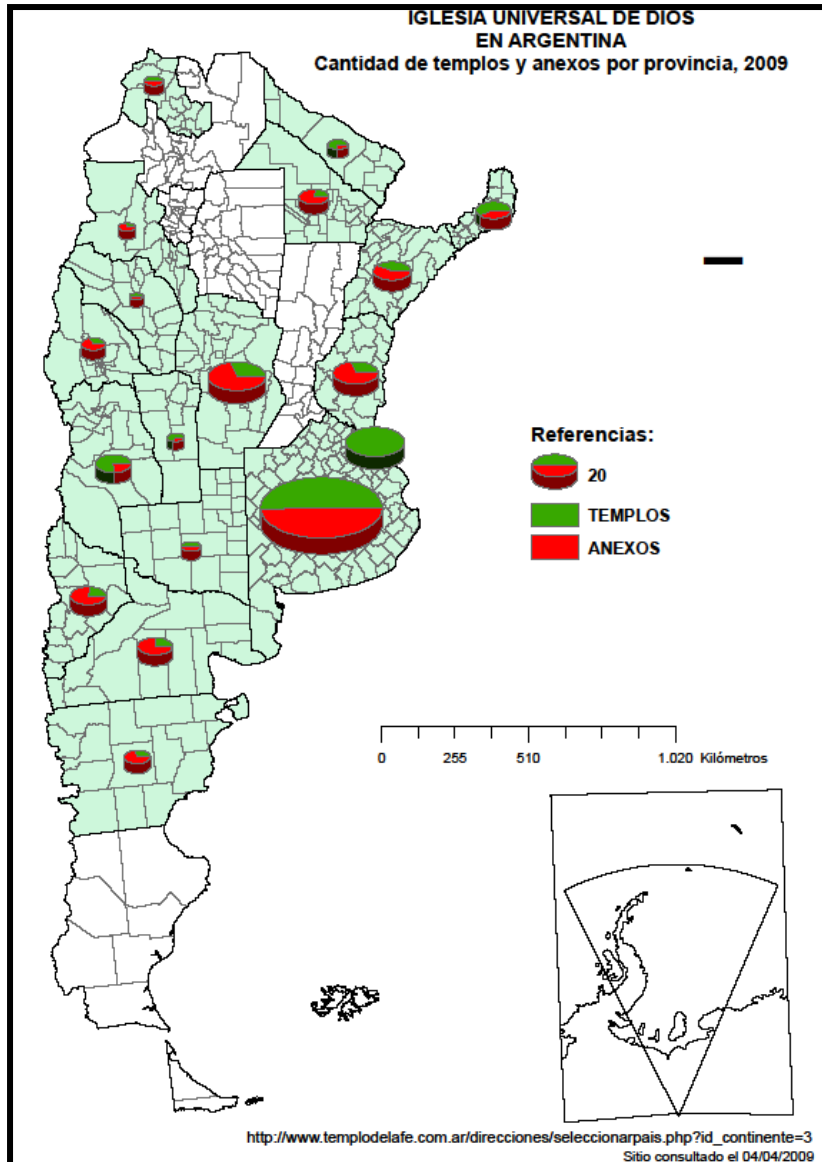 IGLESIA UNIVERSAL DE DIOS
EN ARGENTINA
Cantidad de templos y anexos por provincia, 2009
Referencias:
20
TEMPLOS
ANEXOS
0 255 510 1.020 Kilómetros
http://www.templodelafe.com.ar/direcciones/seleccionarpais.php?id_continente=3
Sitio consultado el 04/04/2009